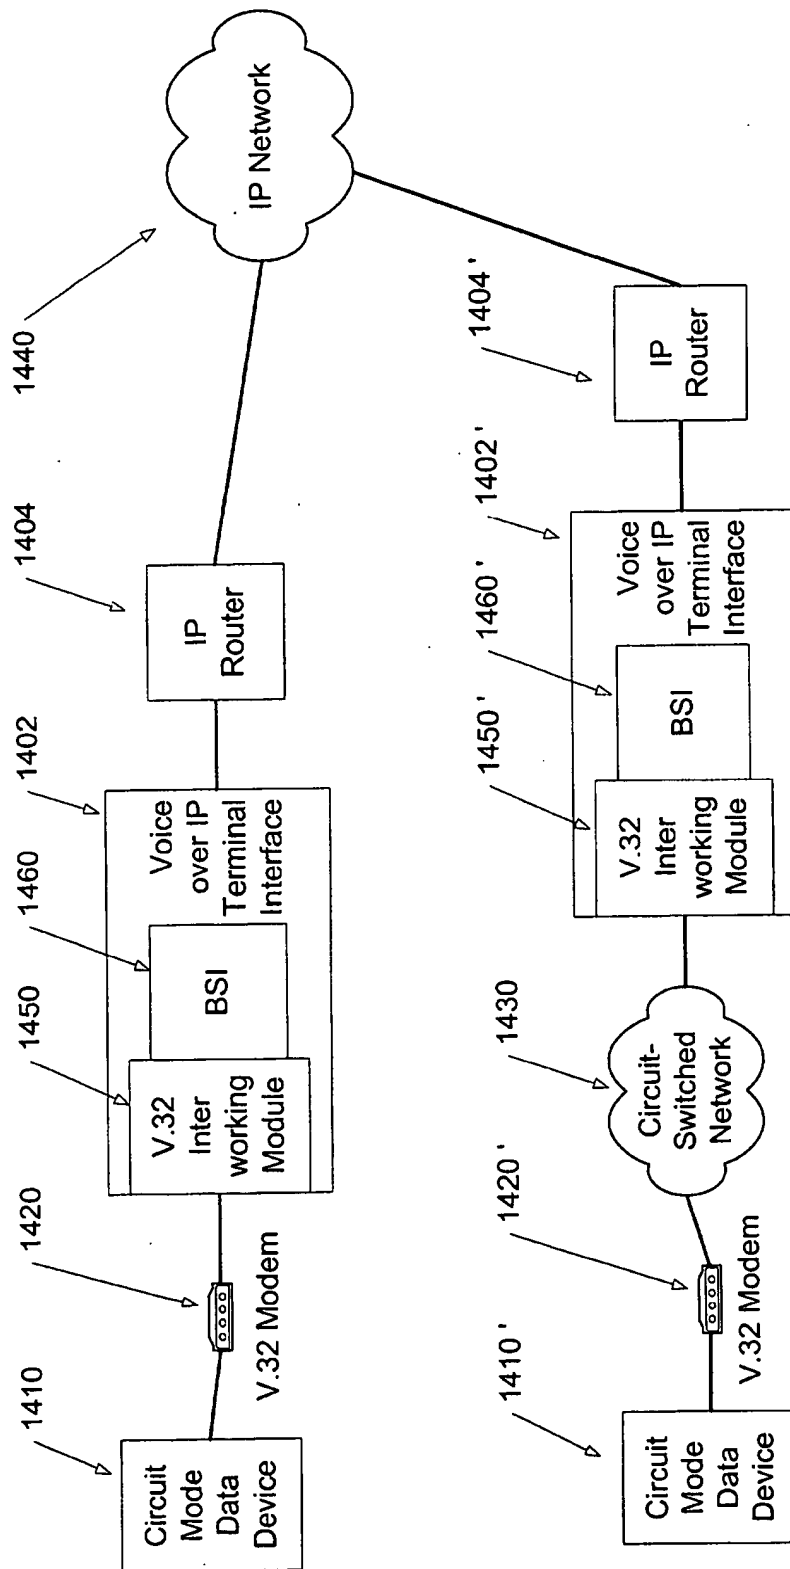 1410
Circuit
Mode
Data
Device
1420
V.32 Modem
1450
V.32
Inter
working
Module
1460
BSI
1402
Voice
over IP
Terminal
Interface
1404
IP
Router
1440
IP Network
1410'
Circuit
Mode
Data
Device
1420'
V.32 Modem
1430
Circuit-
Switched
Network
1450'
V.32
Inter
working
Module
1460'
BSI
1402'
Voice
over IP
Terminal
Interface
1404'
IP
Router